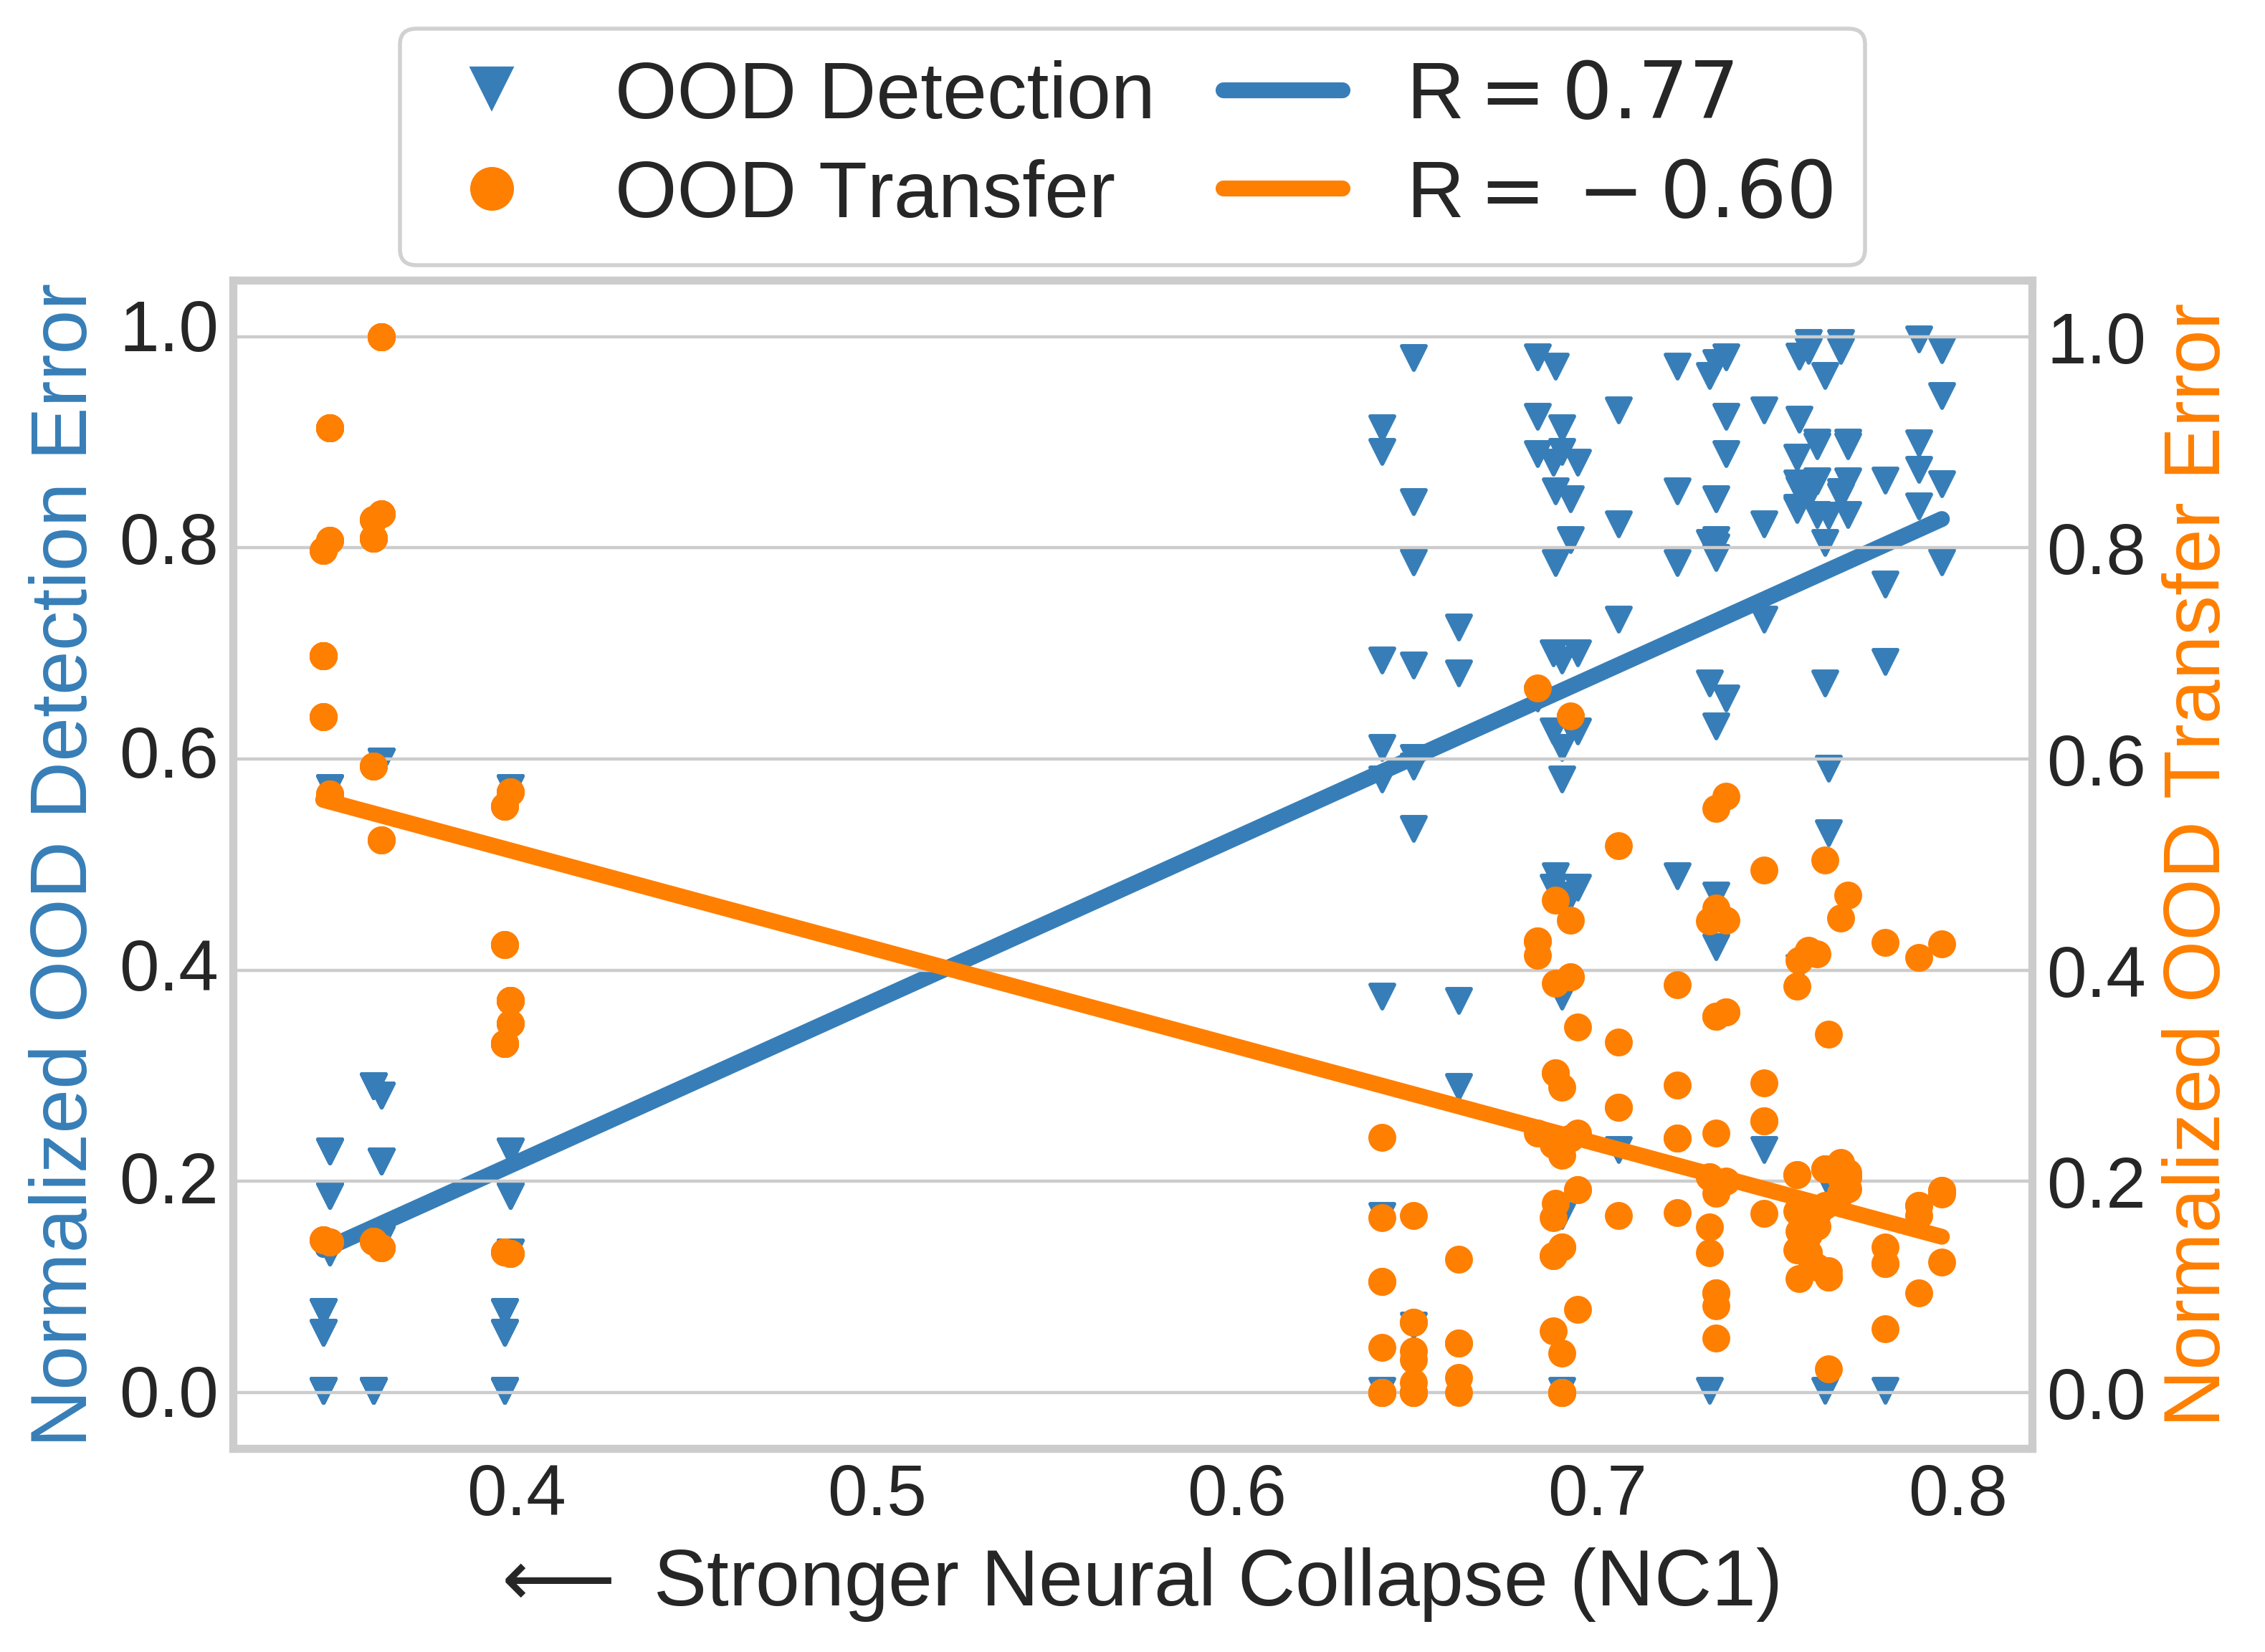 OOD Detection R = 0.77
OOD Transfer R = − 0.60
Normalized OOD Detection Error
1.0
0.8
0.6
0.4
0.2
0.0
1.0
0.8
0.6
0.4
0.2
0.0
Normalized OOD Transfer Error
0.4 0.5 0.6 0.7 0.8
⟵ Stronger Neural Collapse (NC1)